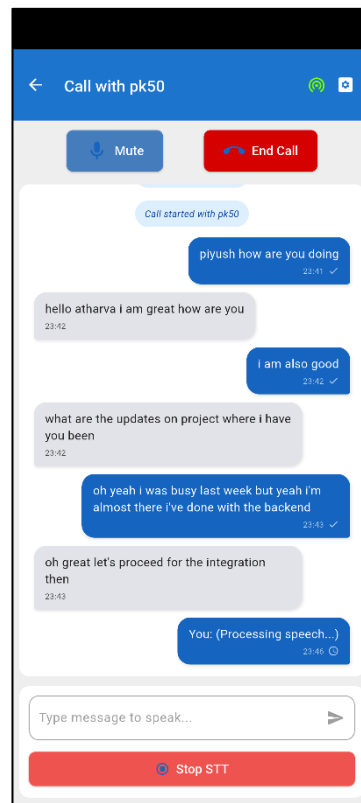 Call with pk50
Mute
End Call
Call started with pk50
piyush how are you doing
23:41
hello atharva i am great how are you
23:42
i am also good
23:42
what are the updates on project where i have
you been
23:42
oh yeah i was busy last week but yeah i'm
almost there i've done with the backend
23:43
oh great let's proceed for the integration
then
23:43
You: (Processing speech...)
23:46
Type message to speak...
Stop STT